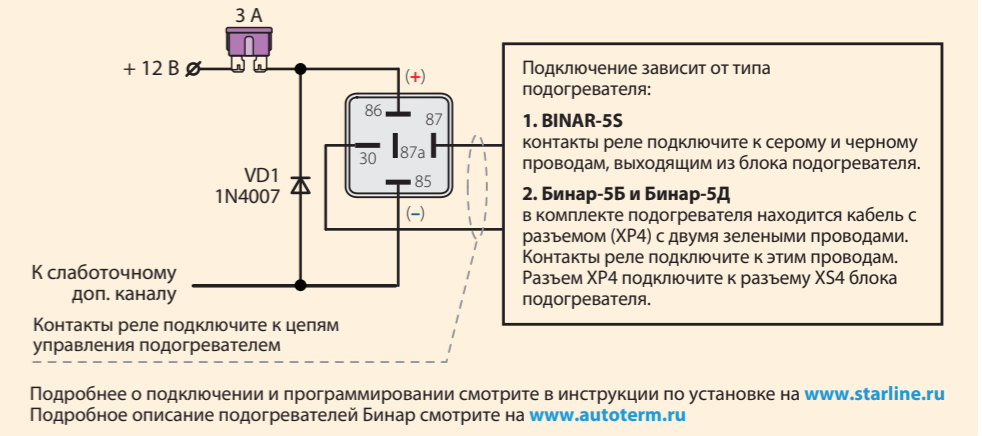 3 А
+ 12 В
(+)
86
87
30
87a
85
(–)
VD1
1N4007
К слаботочному
доп. каналу
Контакты реле подключите к цепям
управления подогревателем
Подключение зависит от типа
подогревателя:
1. BINAR-5S
контакты реле подключите к серому и черному
проводам, выходящим из блока подогревателя.
2. Бинар-5Б и Бинар-5Д
в комплекте подогревателя находится кабель с
разъемом (XP4) с двумя зелеными проводами.
Контакты реле подключите к этим проводам.
Разъем XP4 подключите к разъему XS4 блока
подогревателя.
Подробнее о подключении и программировании смотрите в инструкции по установке на www.starline.ru
Подробное описание подогревателей Бинар смотрите на www.autoterm.ru